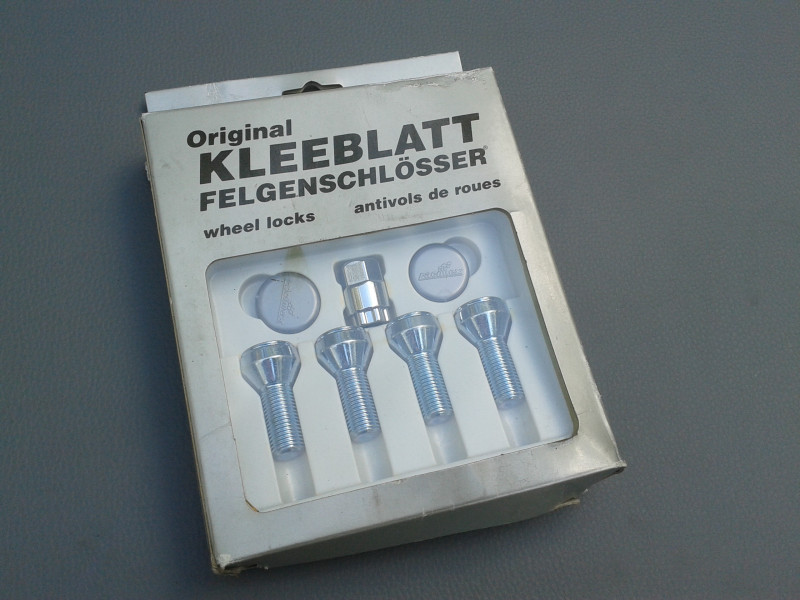 Original
KLEEBLATT
FELGENSCHLÖSSER®
wheel locks antivols de roues